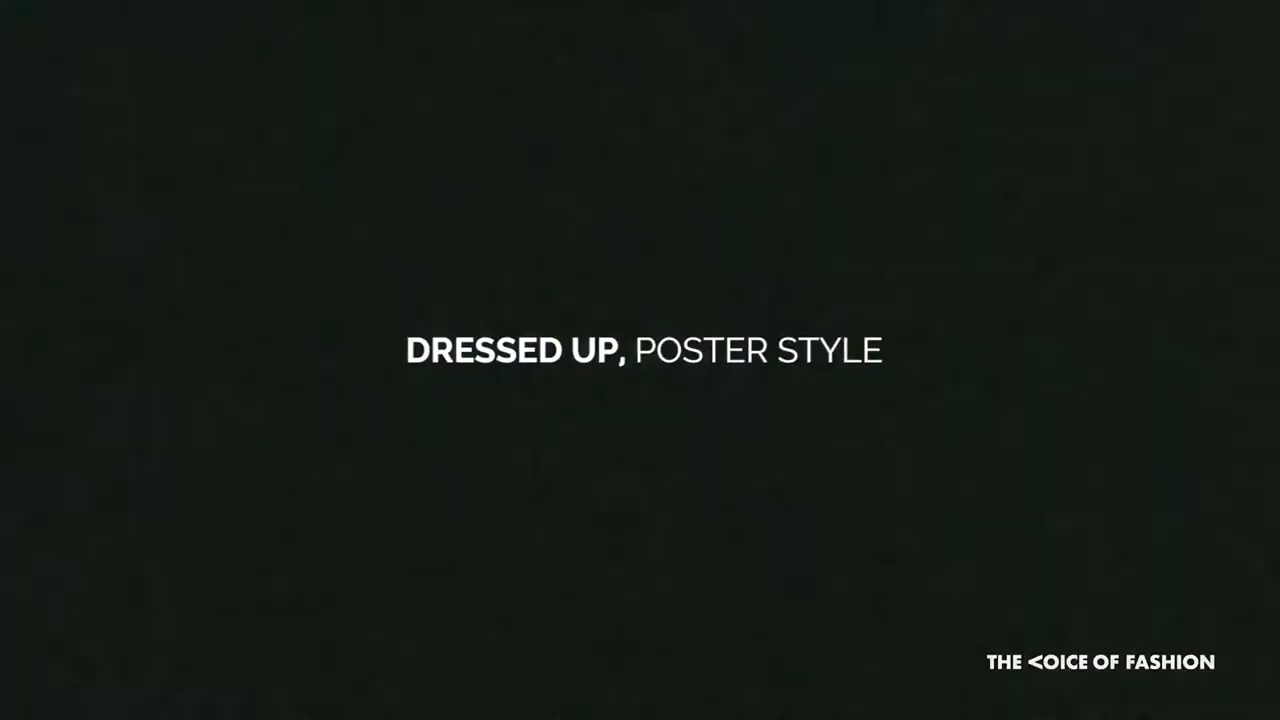 DRESSED UP, POSTER STYLE
THE VOICE OF FASHION